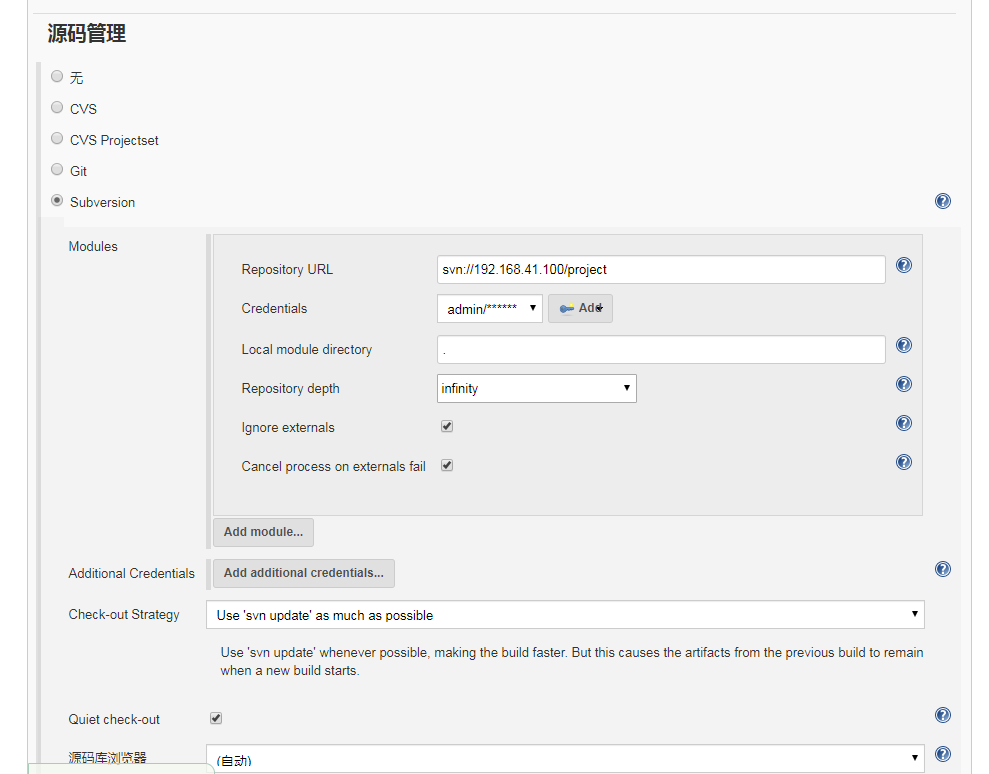 源码管理
无
CVS
CVS Projectset
Git
Subversion
Modules
Repository URL svn://192.168.41.100/project
Credentials admin/****** Add
Local module directory .
Repository depth infinity
Ignore externals
Cancel process on externals fail
Add module...
Additional Credentials Add additional credentials...
Check-out Strategy Use 'svn update' as much as possible
Use 'svn update' whenever possible, making the build faster. But this causes the artifacts from the previous build to remain
when a new build starts.
Quiet check-out
源码库浏览器 (自动)